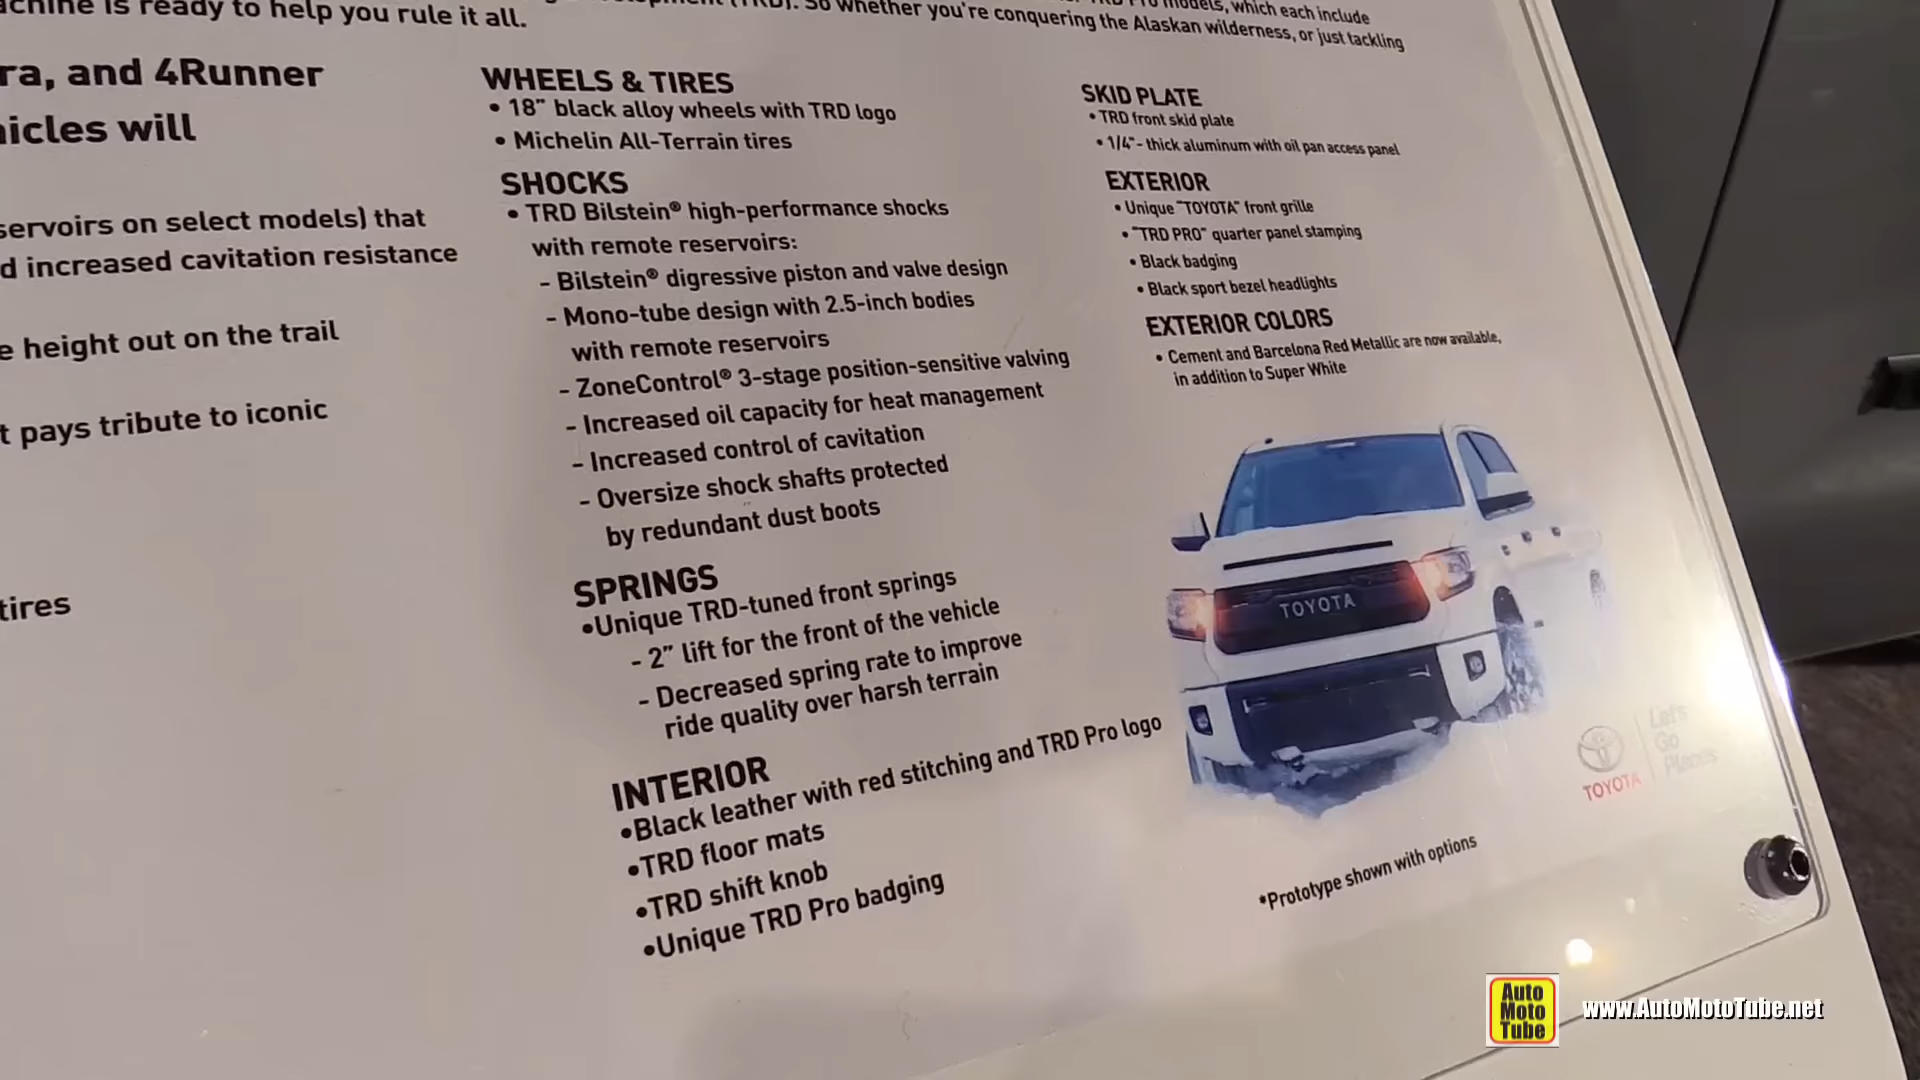 achine is ready to help you rule it all.
models, which each include
(TRD). So whether you're conquering the Alaskan wilderness, or just tackling
ra, and 4Runner
icles will
servoirs on select models) that
d increased cavitation resistance
e height out on the trail
t pays tribute to iconic
tires
WHEELS & TIRES
• 18" black alloy wheels with TRD logo
• Michelin All-Terrain tires
SHOCKS
• TRD Bilstein® high-performance shocks
with remote reservoirs:
- Bilstein® digressive piston and valve design
- Mono-tube design with 2.5-inch bodies
with remote reservoirs
- ZoneControl® 3-stage position-sensitive valving
- Increased oil capacity for heat management
- Increased control of cavitation
- Oversize shock shafts protected
by redundant dust boots
SPRINGS
•Unique TRD-tuned front springs
- 2" lift for the front of the vehicle
- Decreased spring rate to improve
ride quality over harsh terrain
INTERIOR
•Black leather with red stitching and TRD Pro logo
•TRD floor mats
•TRD shift knob
•Unique TRD Pro badging
SKID PLATE
• TRD front skid plate
• 1/4"- thick aluminum with oil pan access panel
EXTERIOR
• Unique "TOYOTA" front grille
• "TRD PRO" quarter panel stamping
• Black badging
• Black sport bezel headlights
EXTERIOR COLORS
• Cement and Barcelona Red Metallic are now available,
in addition to Super White
TOYOTA
TOYOTA
Let's
Go
Places
*Prototype shown with options
Auto
Moto
Tube
www.AutoMotoTube.net